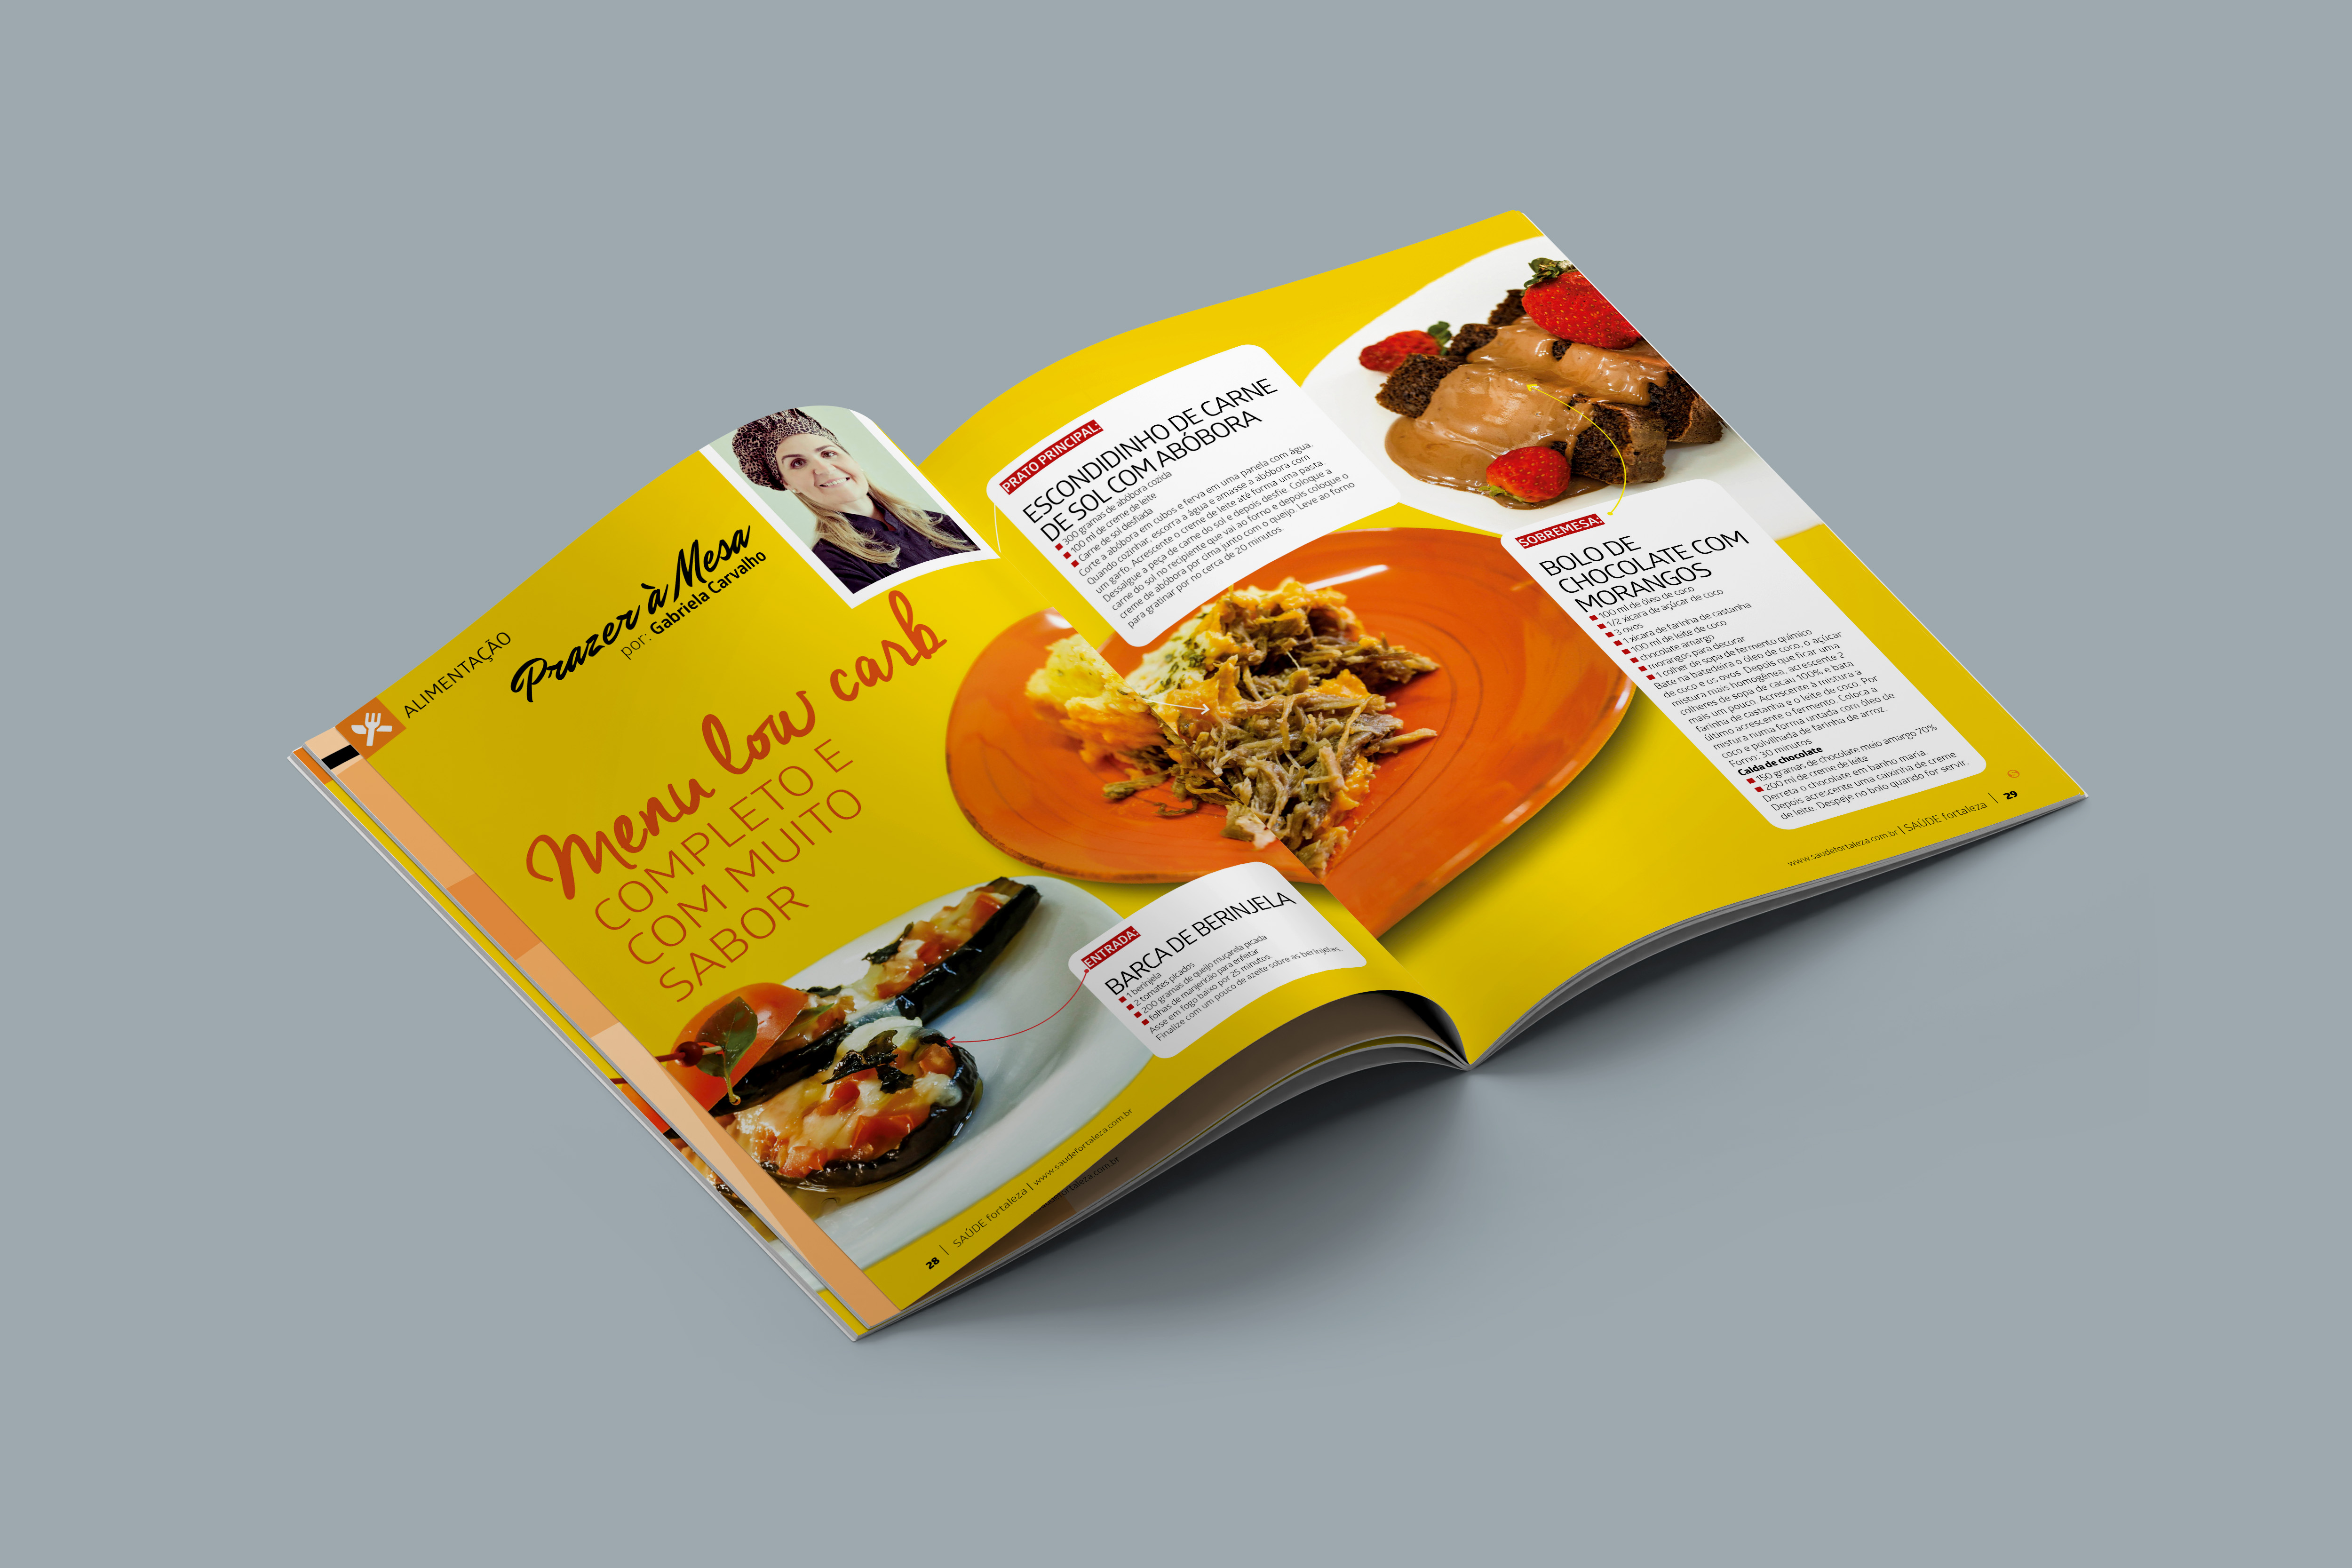 ALIMENTAÇÃO
Prazer à Mesa
por: Gabriela Carvalho
Menu low carb
COMPLETO E
COM MUITO
SABOR
ENTRADA:
BARCA DE BERINJELA
1 berinjela
2 tomates picados
200 gramas de queijo muçarela picada
folhas de manjericão para enfeitar
Asse em fogo baixo por 25 minutos.
Finalize com um pouco de azeite sobre as berinjelas.
28 | SAÚDE fortaleza | www.saudefortaleza.com.br
PRATO PRINCIPAL:
ESCONDIDINHO DE CARNE
DE SOL COM ABÓBORA
300 gramas de abóbora cozida
100 ml de creme de leite
Carne de sol desfiada
Corte a abóbora em cubos e ferva em uma panela com água.
Quando cozinhar, escorra a água e amasse a abóbora com
um garfo. Acrescente o creme de leite até forma uma pasta.
Dessalgue a peça de carne do sol e depois desfie. Coloque a
carne do sol no recipiente que vai ao forno e depois coloque o
creme de abóbora por cima junto com o queijo. Leve ao forno
para gratinar por no cerca de 20 minutos.
SOBREMESA:
BOLO DE
CHOCOLATE COM
MORANGOS
100 ml de óleo de coco
1/2 xícara de açúcar de coco
3 ovos
1 xícara de farinha de castanha
100 ml de leite de coco
chocolate amargo
morangos para decorar
1 colher de sopa de fermento químico
Bate na batedeira o óleo de coco, o açúcar
de coco e os ovos. Depois que ficar uma
mistura mais homogênea, acrescente 2
colheres de sopa de cacau 100% e bata
mais um pouco. Acrescente à mistura a
farinha de castanha e o leite de coco. Por
último acrescente o fermento. Coloca a
mistura numa forma untada com óleo de
coco e polvilhada de farinha de arroz.
Forno: 30 minutos
Calda de chocolate
150 gramas de chocolate meio amargo 70%
200 ml de creme de leite
Derreta o chocolate em banho maria.
Depois acrescente uma caixinha de creme
de leite. Despeje no bolo quando for servir.
www.saudefortaleza.com.br | SAÚDE fortaleza | 29